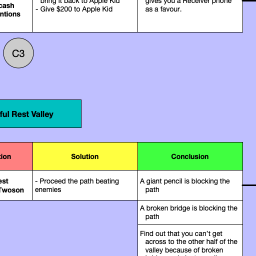 bring it back to Apple Kid
gives you a Receiver phone
cash
- Give $200 to Apple Kid
as a favour.
ntions
C3
ful Rest Valley
tion
Solution
Conclusion
est
- Proceed the path beating
A giant pencil is blocking the
Twoson
enemies
path
A broken bridge is blocking the
path
Find out that you can't get
across to the other half of the
valley because of broken